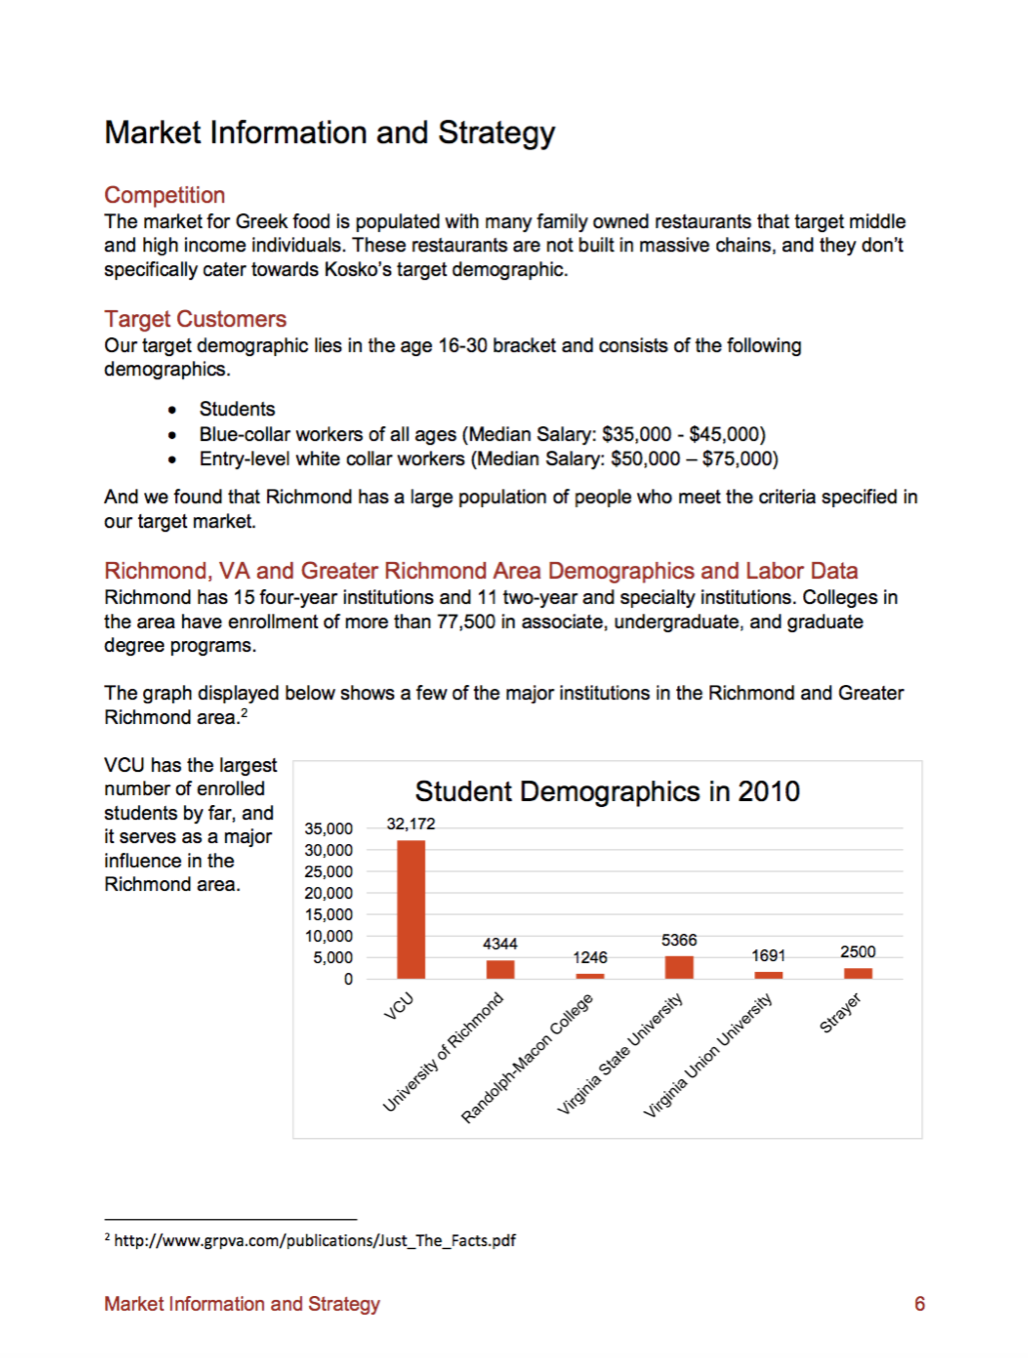 Market Information and Strategy
Competition
The market for Greek food is populated with many family owned restaurants that target middle
and high income individuals. These restaurants are not built in massive chains, and they don't
specifically cater towards Kosko's target demographic.
Target Customers
Our target demographic lies in the age 16-30 bracket and consists of the following
demographics.
• Students
• Blue-collar workers of all ages (Median Salary: $35,000 - $45,000)
• Entry-level white collar workers (Median Salary: $50,000 – $75,000)
And we found that Richmond has a large population of people who meet the criteria specified in
our target market.
Richmond, VA and Greater Richmond Area Demographics and Labor Data
Richmond has 15 four-year institutions and 11 two-year and specialty institutions. Colleges in
the area have enrollment of more than 77,500 in associate, undergraduate, and graduate
degree programs.
The graph displayed below shows a few of the major institutions in the Richmond and Greater
Richmond area.²
VCU has the largest
number of enrolled
students by far, and
it serves as a major
influence in the
Richmond area.
Student Demographics in 2010
35,000
30,000
25,000
20,000
15,000
10,000
5,000
0
32,172
4344
1246
5366
1691
2500
VCU
University of Richmond
Randolph-Macon College
Virginia State University
Virginia Union University
Strayer
² http://www.grpva.com/publications/Just_The_Facts.pdf
Market Information and Strategy 6